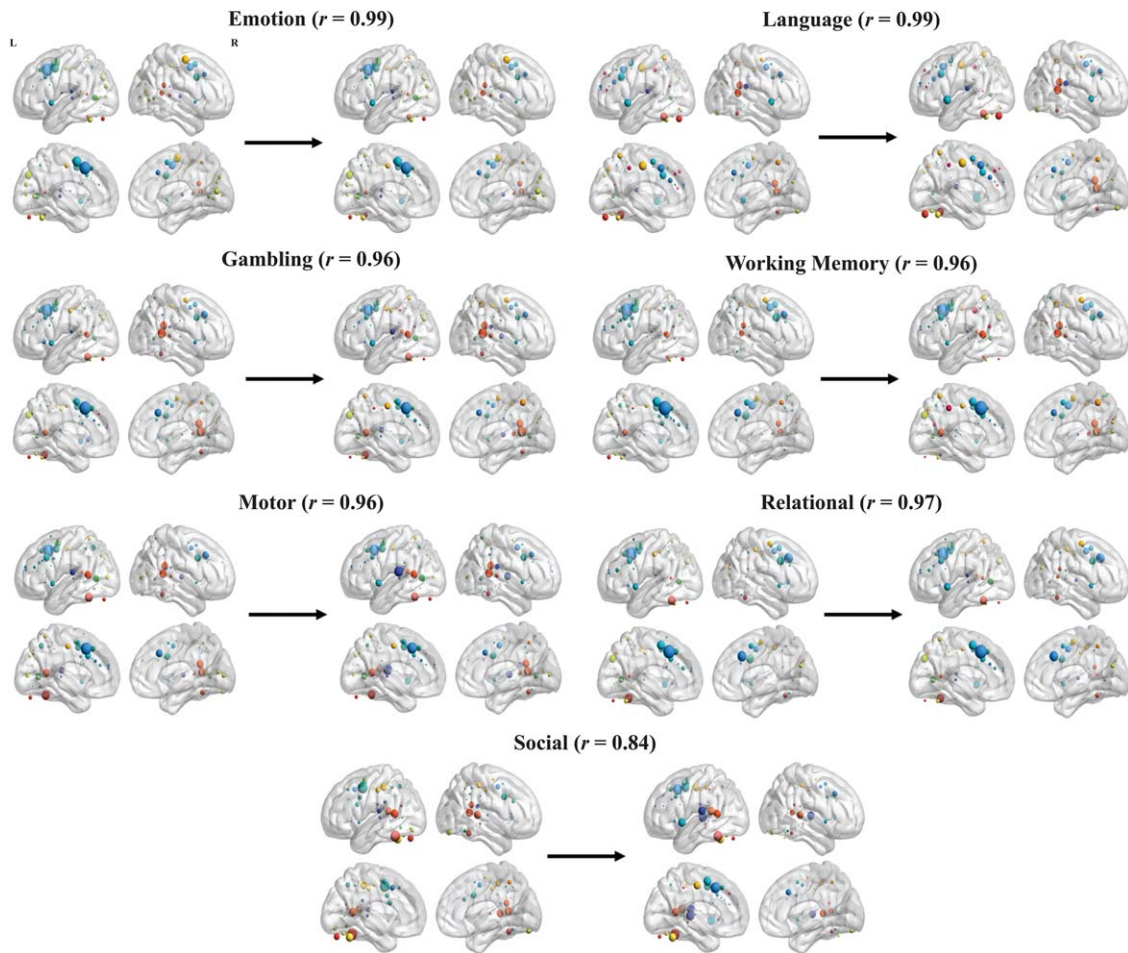 Emotion (r = 0.99)
Language (r = 0.99)
L
R
Gambling (r = 0.96)
Working Memory (r = 0.96)
Motor (r = 0.96)
Relational (r = 0.97)
Social (r = 0.84)